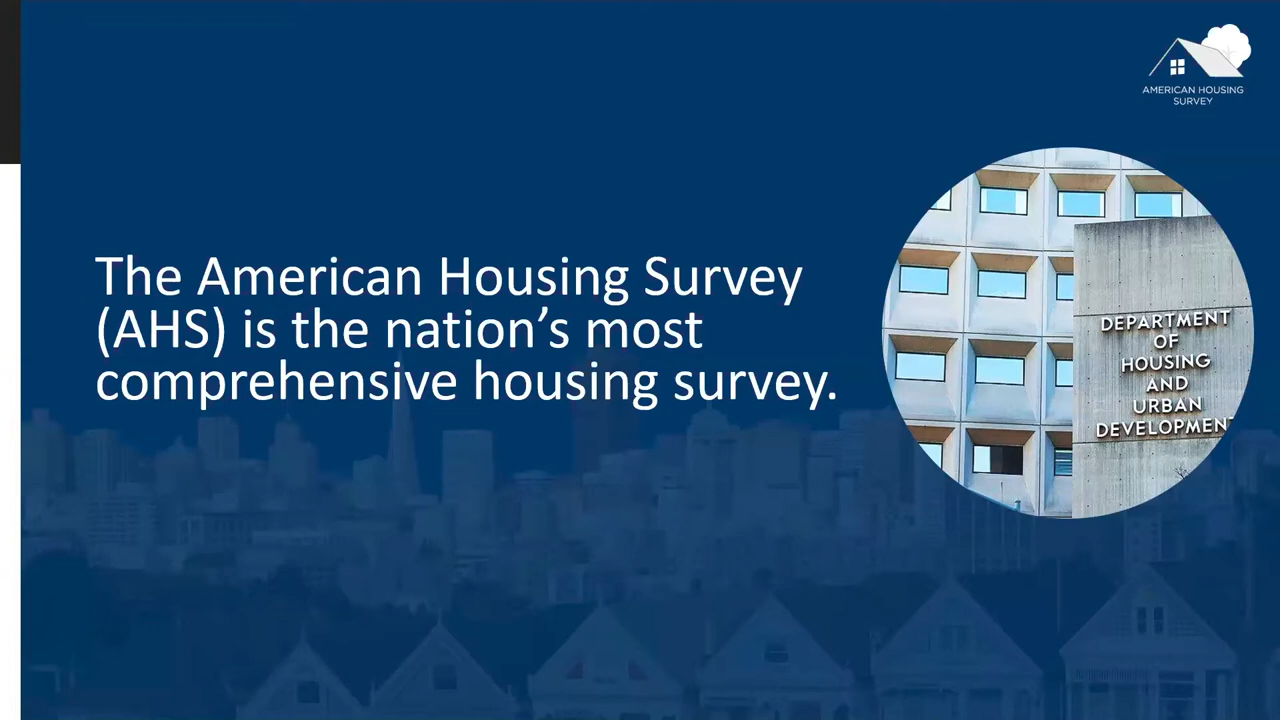 AMERICAN HOUSING
SURVEY
The American Housing Survey
(AHS) is the nation’s most
comprehensive housing survey.
DEPARTMENT
OF
HOUSING
AND
URBAN
DEVELOPMENT